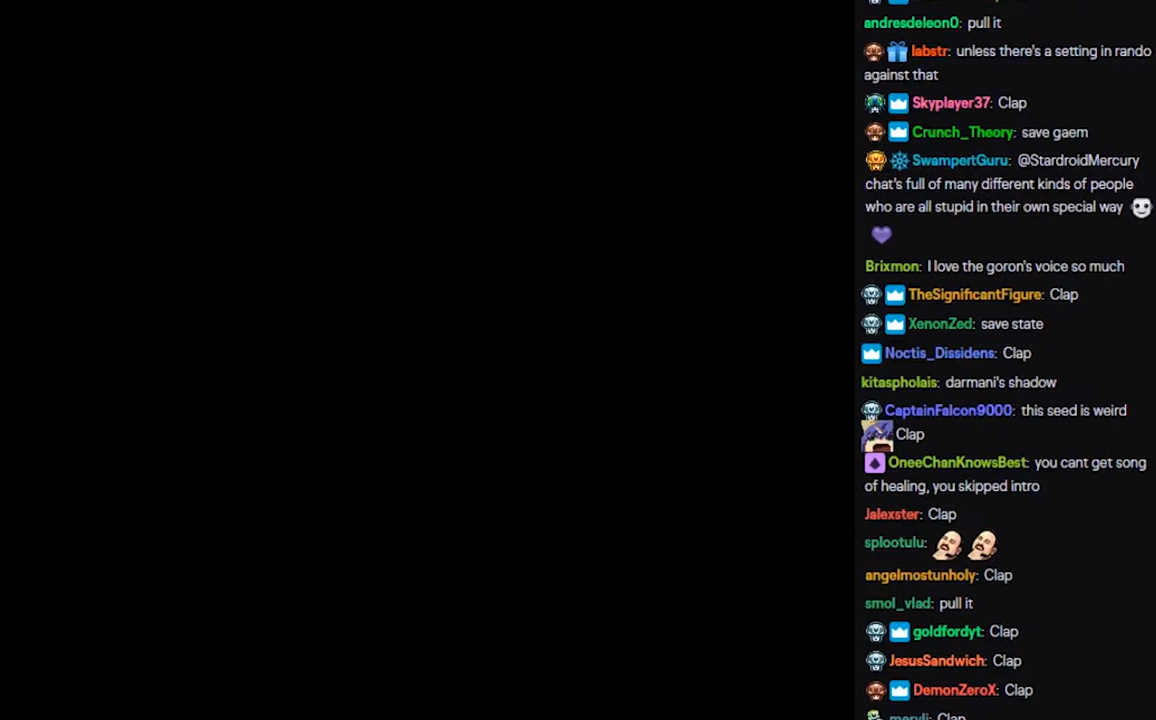 andresdeleon0: pull it
labstr: unless there's a setting in rando
against that
Skyplayer37: Clap
Crunch_Theory: save gaem
SwampertGuru: @StardroidMercury
chat's full of many different kinds of people
who are all stupid in their own special way
Brixmon: I love the goron's voice so much
TheSignificantFigure: Clap
XenonZed: save state
Noctis_Dissidens: Clap
kitaspholais: darmani's shadow
CaptainFalcon9000: this seed is weird
Clap
OneeChanKnowsBest: you cant get song
of healing, you skipped intro
Jalexster: Clap
splootulu:
angelmostunholy: Clap
smol_vlad: pull it
goldfordyt: Clap
JesusSandwich: Clap
DemonZeroX: Clap
meryli: Clap